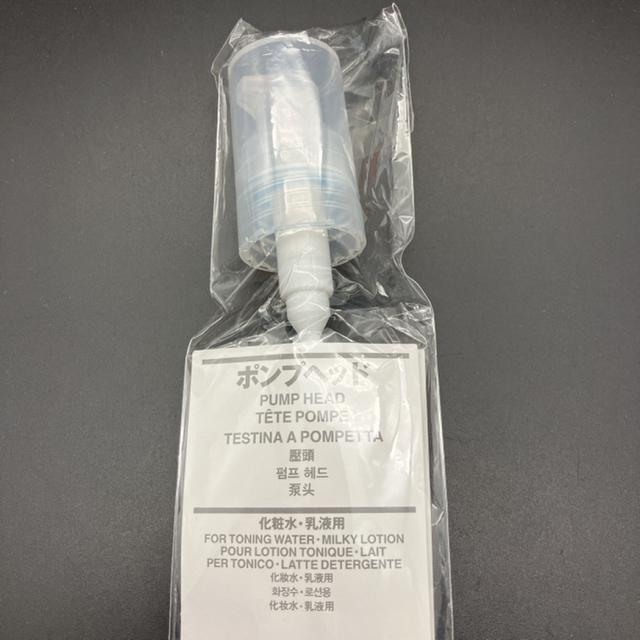 ポンプヘッド
PUMP HEAD
TÊTE POMPE
TESTINA A POMPETTA
壓頭
펌프 헤드
泵头
化粧水・乳液用
FOR TONING WATER・MILKY LOTION
POUR LOTION TONIQUE・LAIT
PER TONICO・LATTE DETERGENTE
化妝水・乳液用
화장수・로션용
化妆水・乳液用